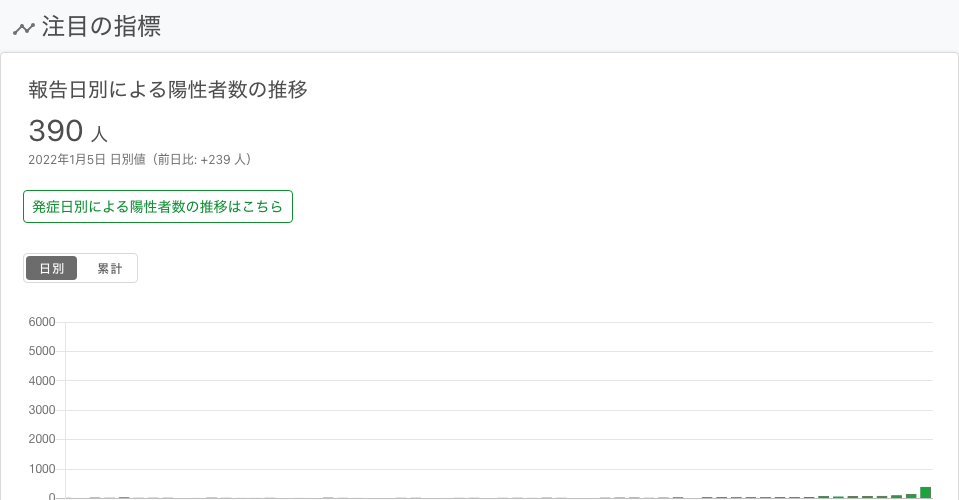 注目の指標
報告日別による陽性者数の推移
390 人
2022年1月5日 日別値（前日比: +239 人）
発症日別による陽性者数の推移はこちら
日別 累計
6000
5000
4000
3000
2000
1000
0